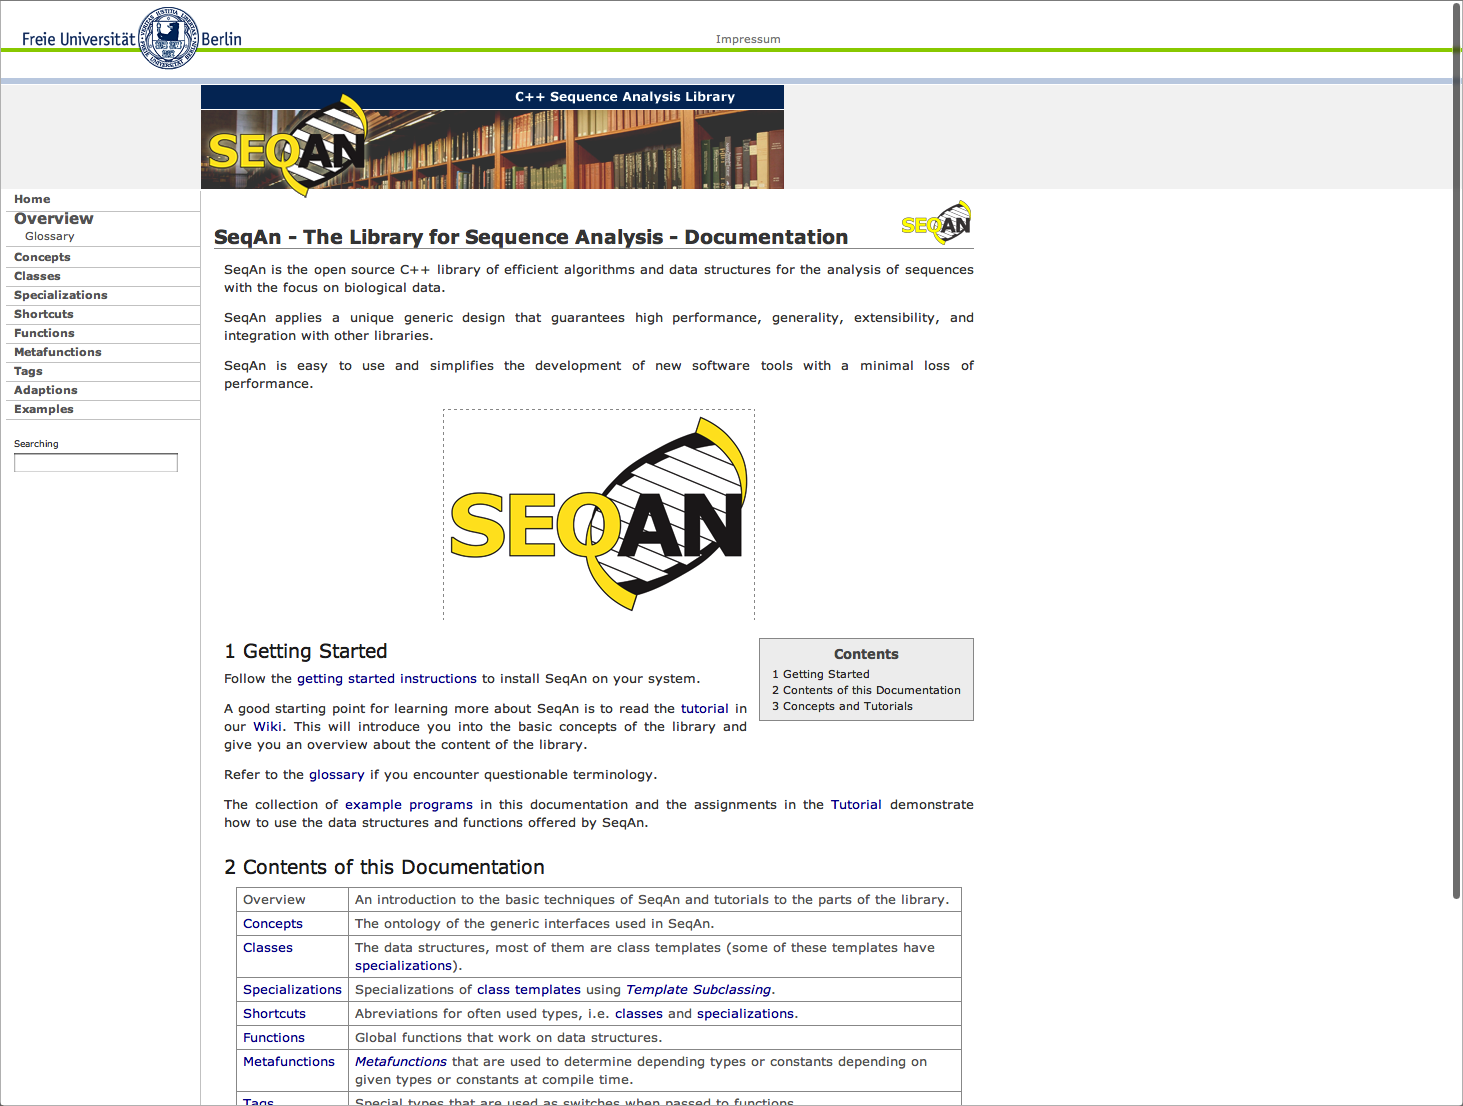 Freie Universität Berlin
Impressum
C++ Sequence Analysis Library
SEQAN
Home
Overview
Glossary
Concepts
Classes
Specializations
Shortcuts
Functions
Metafunctions
Tags
Adaptions
Examples
Searching
SEQAN
SeqAn - The Library for Sequence Analysis - Documentation
SeqAn is the open source C++ library of efficient algorithms and data structures for the analysis of sequences
with the focus on biological data.
SeqAn applies a unique generic design that guarantees high performance, generality, extensibility, and
integration with other libraries.
SeqAn is easy to use and simplifies the development of new software tools with a minimal loss of
performance.
SEQAN
1 Getting Started
Follow the getting started instructions to install SeqAn on your system.
A good starting point for learning more about SeqAn is to read the tutorial in
our Wiki. This will introduce you into the basic concepts of the library and
give you an overview about the content of the library.
Contents
1 Getting Started
2 Contents of this Documentation
3 Concepts and Tutorials
Refer to the glossary if you encounter questionable terminology.
The collection of example programs in this documentation and the assignments in the Tutorial demonstrate
how to use the data structures and functions offered by SeqAn.
2 Contents of this Documentation
Overview An introduction to the basic techniques of SeqAn and tutorials to the parts of the library.
Concepts The ontology of the generic interfaces used in SeqAn.
Classes The data structures, most of them are class templates (some of these templates have
specializations).
Specializations Specializations of class templates using Template Subclassing.
Shortcuts Abreviations for often used types, i.e. classes and specializations.
Functions Global functions that work on data structures.
Metafunctions Metafunctions that are used to determine depending types or constants depending on
given types or constants at compile time.
Tags Special types that are used as switches when passed to functions.